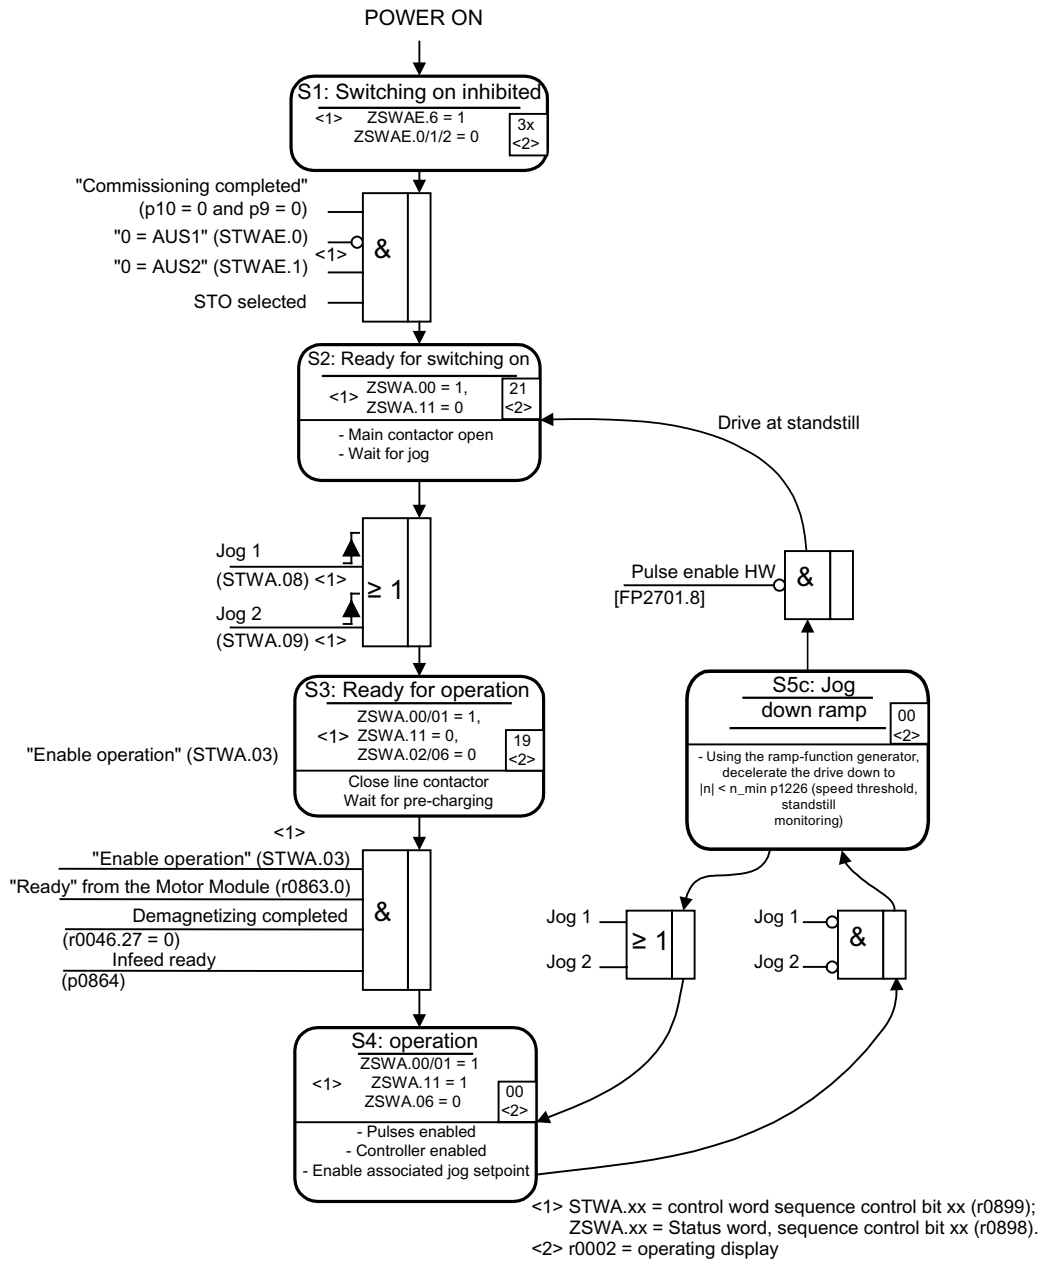 POWER ON
S1: Switching on inhibited
<1> ZSWAE.6 = 1
ZSWAE.0/1/2 = 0
3x
<2>
"Commissioning completed"
(p10 = 0 and p9 = 0)
"0 = AUS1" (STWAE.0)
<1>
"0 = AUS2" (STWAE.1)
STO selected
&
S2: Ready for switching on
<1> ZSWA.00 = 1,
ZSWA.11 = 0
21
<2>
- Main contactor open
- Wait for jog
Drive at standstill
Jog 1
(STWA.08) <1>
Jog 2
(STWA.09) <1>
≥ 1
Pulse enable HW
[FP2701.8]
&
S3: Ready for operation
ZSWA.00/01 = 1,
<1> ZSWA.11 = 0,
ZSWA.02/06 = 0
19
<2>
"Enable operation" (STWA.03)
Close line contactor
Wait for pre-charging
S5c: Jog
down ramp
00
<2>
- Using the ramp-function generator,
decelerate the drive down to
|n| < n_min p1226 (speed threshold,
standstill
monitoring)
<1>
"Enable operation" (STWA.03)
"Ready" from the Motor Module (r0863.0)
Demagnetizing completed
(r0046.27 = 0)
Infeed ready
(p0864)
&
Jog 1
Jog 2
≥ 1
Jog 1
Jog 2
&
S4: operation
ZSWA.00/01 = 1
<1> ZSWA.11 = 1
ZSWA.06 = 0
00
<2>
- Pulses enabled
- Controller enabled
- Enable associated jog setpoint
<1> STWA.xx = control word sequence control bit xx (r0899);
ZSWA.xx = Status word, sequence control bit xx (r0898).
<2> r0002 = operating display